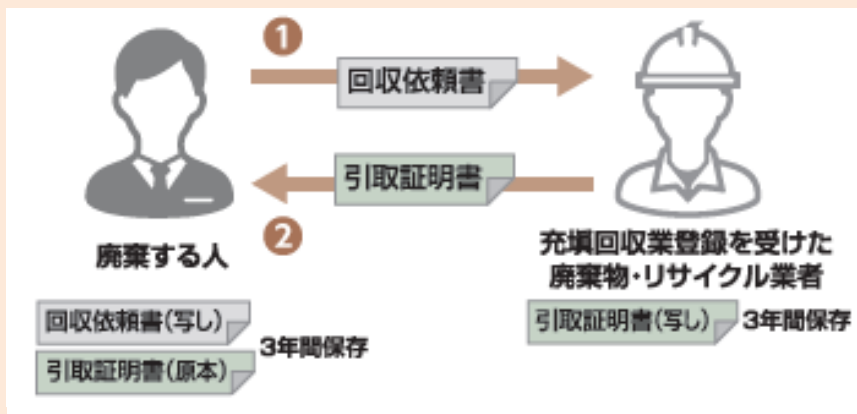 1
回収依頼書
引取証明書
2
廃棄する人
充填回収業登録を受けた
廃棄物・リサイクル業者
回収依頼書(写し)
引取証明書(原本)
3年間保存
引取証明書(写し)
3年間保存